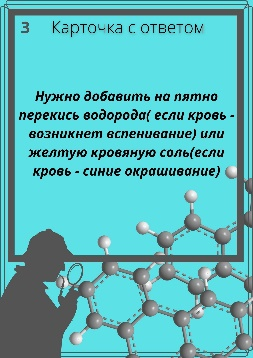 3 Карточка с ответом
Нужно добавить на пятно
перекись водорода( если кровь -
возникнет вспенивание) или
желтую кровяную соль(если
кровь - синие окрашивание)